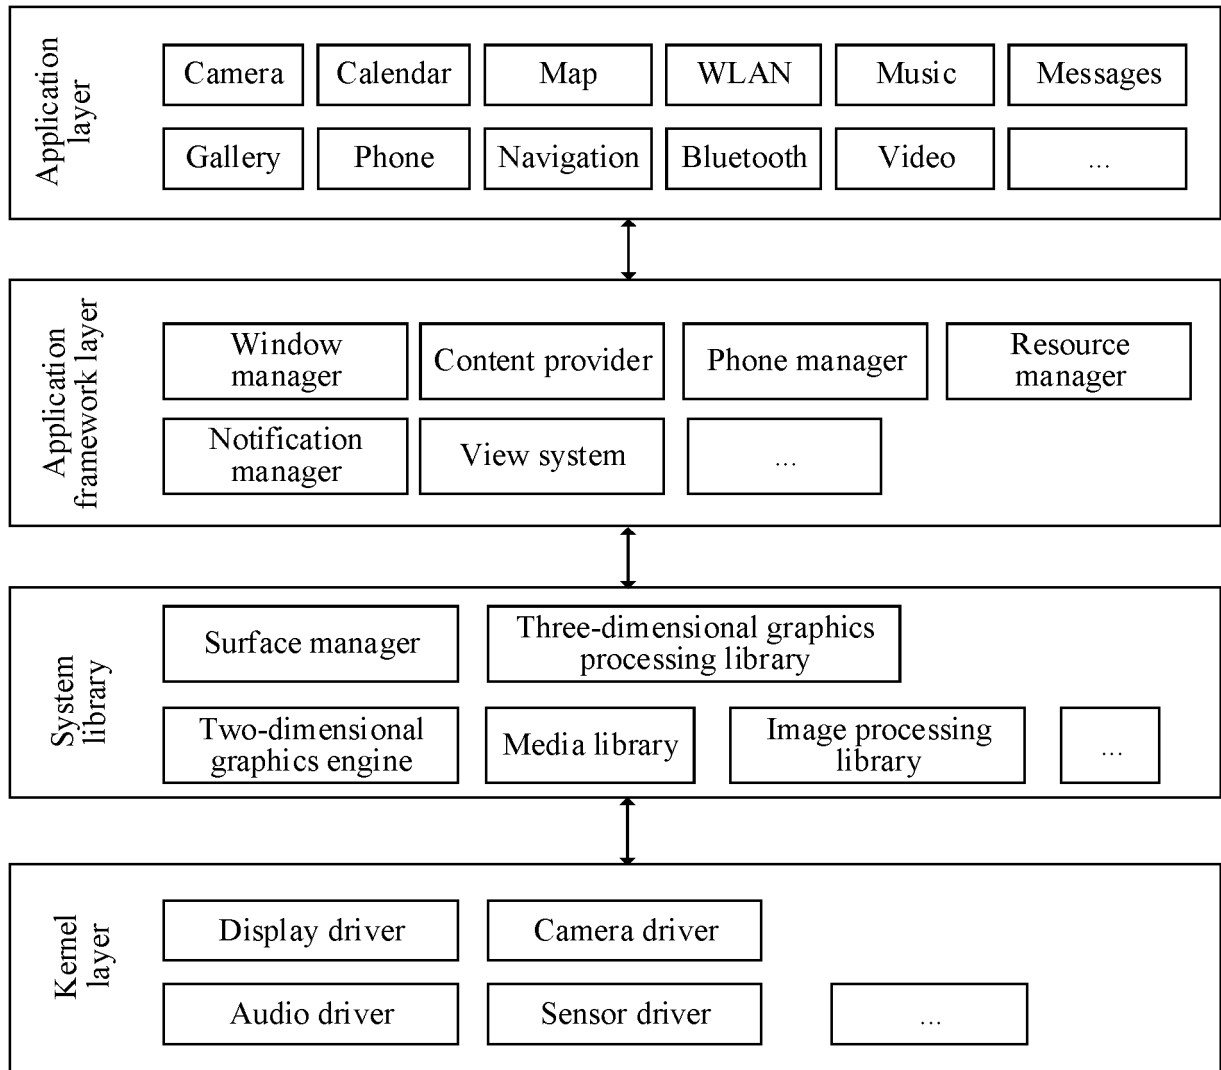 Application
layer
Camera
Calendar
Map
WLAN
Music
Messages
Gallery
Phone
Navigation
Bluetooth
Video
...
Application
framework layer
Window
manager
Content provider
Phone manager
Resource
manager
Notification
manager
View system
...
System
library
Surface manager
Three-dimensional graphics
processing library
Two-dimensional
graphics engine
Media library
Image processing
library
...
Kernel
layer
Display driver
Camera driver
Audio driver
Sensor driver
...